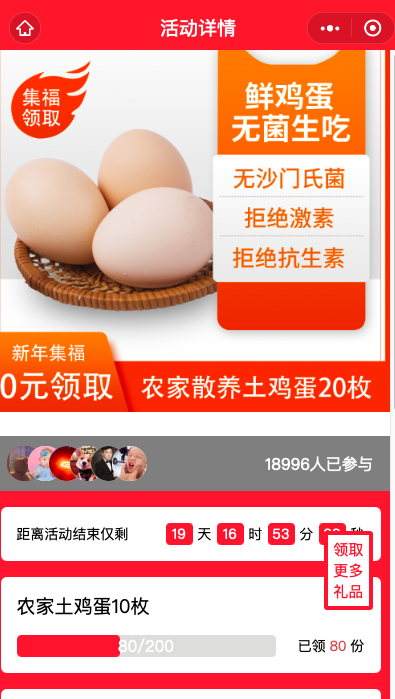 活动详情
集福
领取
鲜鸡蛋
无菌生吃
无沙门氏菌
拒绝激素
拒绝抗生素
新年集福
0元领取
农家散养土鸡蛋20枚
18996人已参与
距离活动结束仅剩 19 天 16 时 53 分 秒
领取
更多
礼品
农家土鸡蛋10枚
80/200
已领 80 份